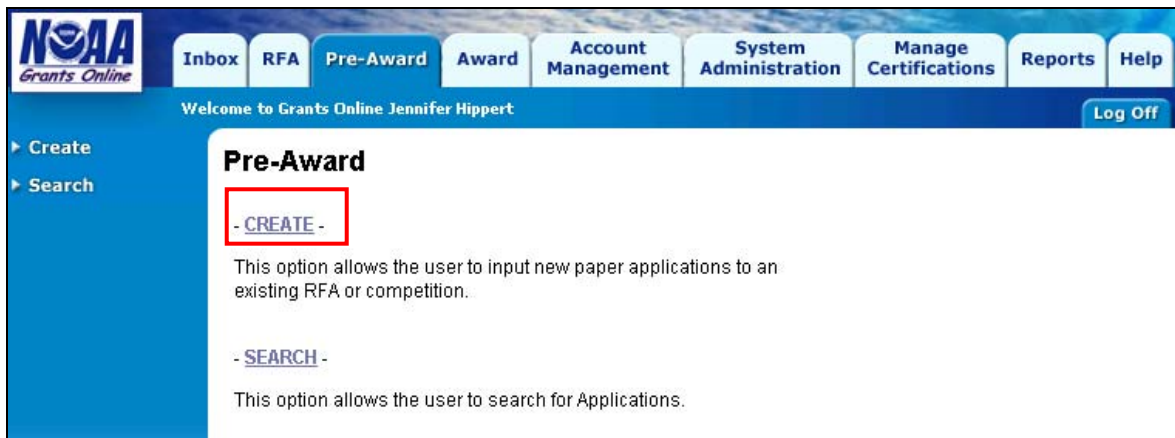 NOAA
Grants Online
Inbox
RFA
Pre-Award
Award
Account
Management
System
Administration
Manage
Certifications
Reports
Help
Welcome to Grants Online Jennifer Hippert
Log Off
Create
Search
Pre-Award
- CREATE -
This option allows the user to input new paper applications to an
existing RFA or competition.
- SEARCH -
This option allows the user to search for Applications.